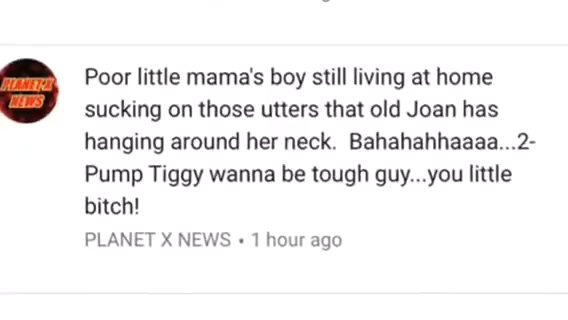 PLANET-X
NEWS
Poor little mama's boy still living at home
sucking on those utters that old Joan has
hanging around her neck.  Bahahahhaaaa...2-
Pump Tiggy wanna be tough guy...you little
bitch!
PLANET X NEWS • 1 hour ago